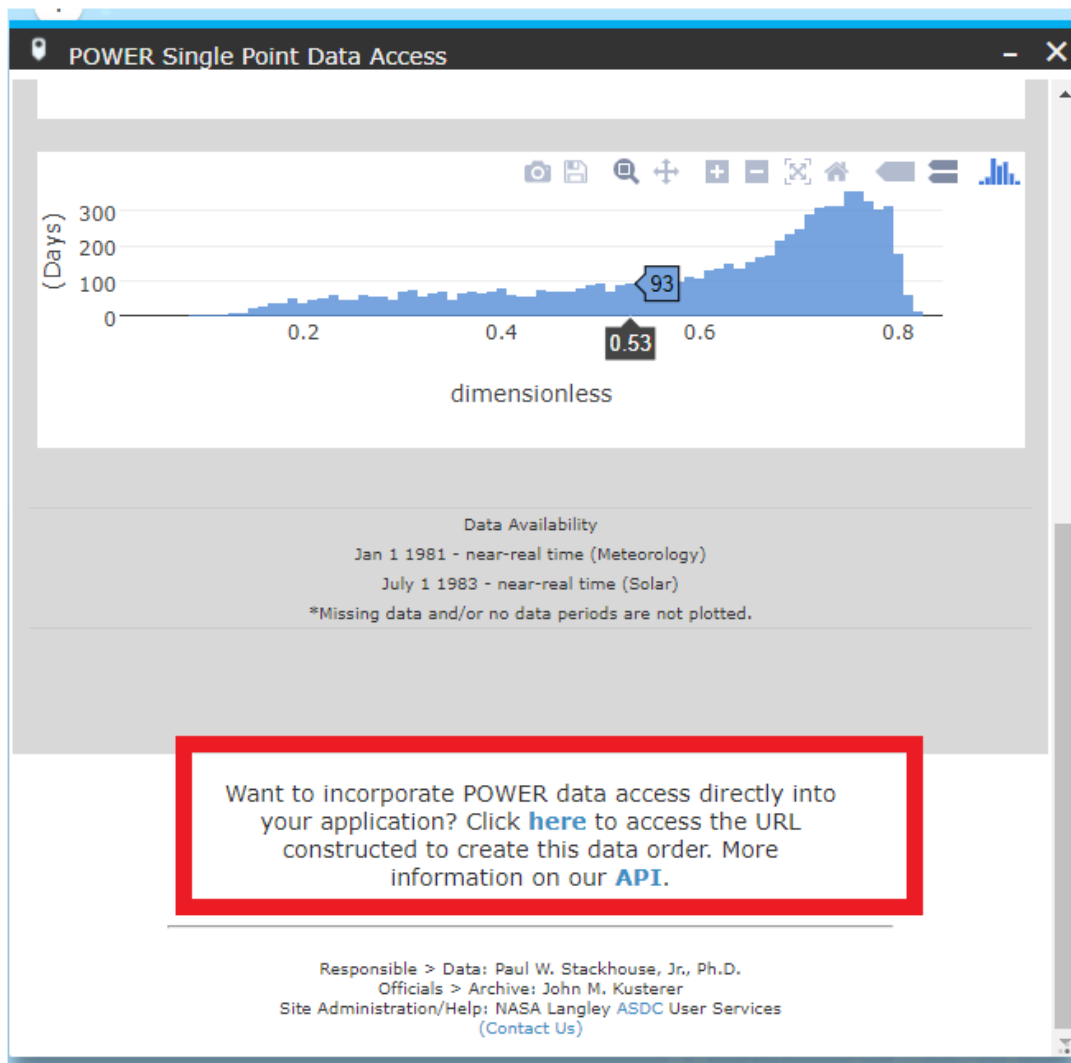 POWER Single Point Data Access
300
200
100
0
(Days)
93
0.2
0.4
0.53
0.6
0.8
dimensionless
Data Availability
Jan 1 1981 - near-real time (Meteorology)
July 1 1983 - near-real time (Solar)
*Missing data and/or no data periods are not plotted.
Want to incorporate POWER data access directly into
your application? Click here to access the URL
constructed to create this data order. More
information on our API.
Responsible > Data: Paul W. Stackhouse, Jr., Ph.D.
Officials > Archive: John M. Kusterer
Site Administration/Help: NASA Langley ASDC User Services
(Contact Us)